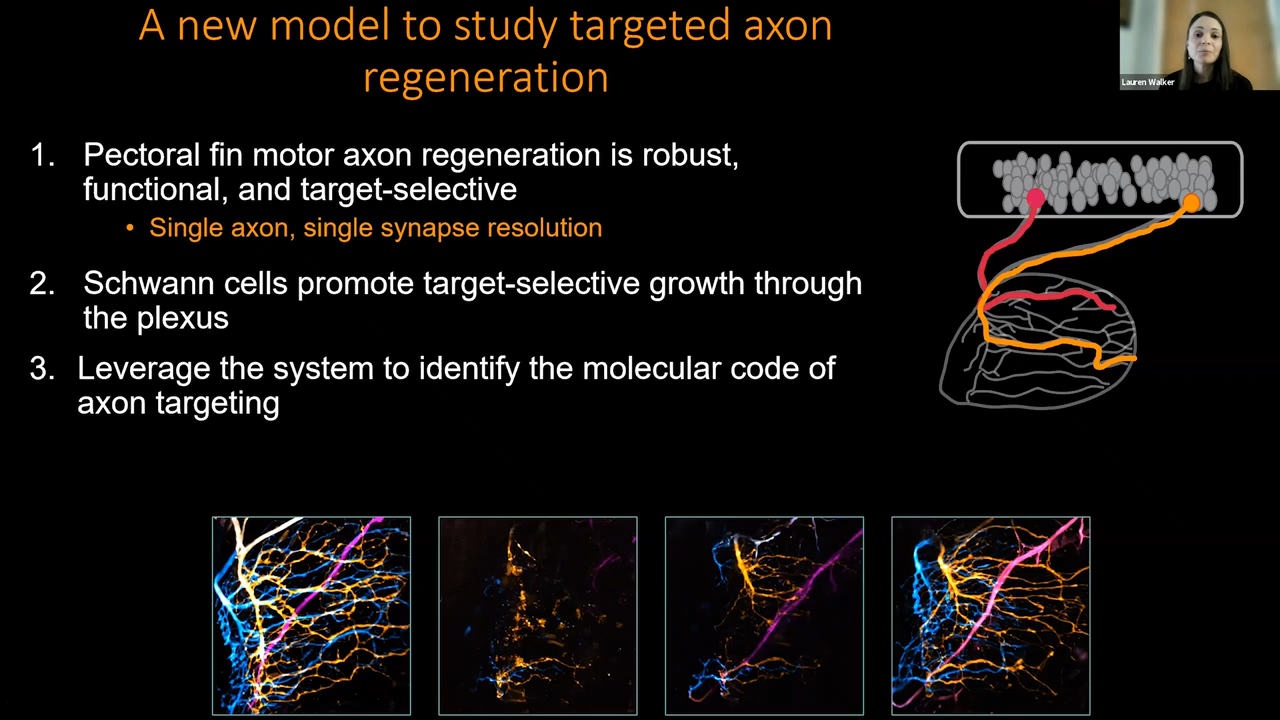 A new model to study targeted axon
regeneration
Lauren Walker
1. Pectoral fin motor axon regeneration is robust,
functional, and target-selective
• Single axon, single synapse resolution
2. Schwann cells promote target-selective growth through
the plexus
3. Leverage the system to identify the molecular code of
axon targeting